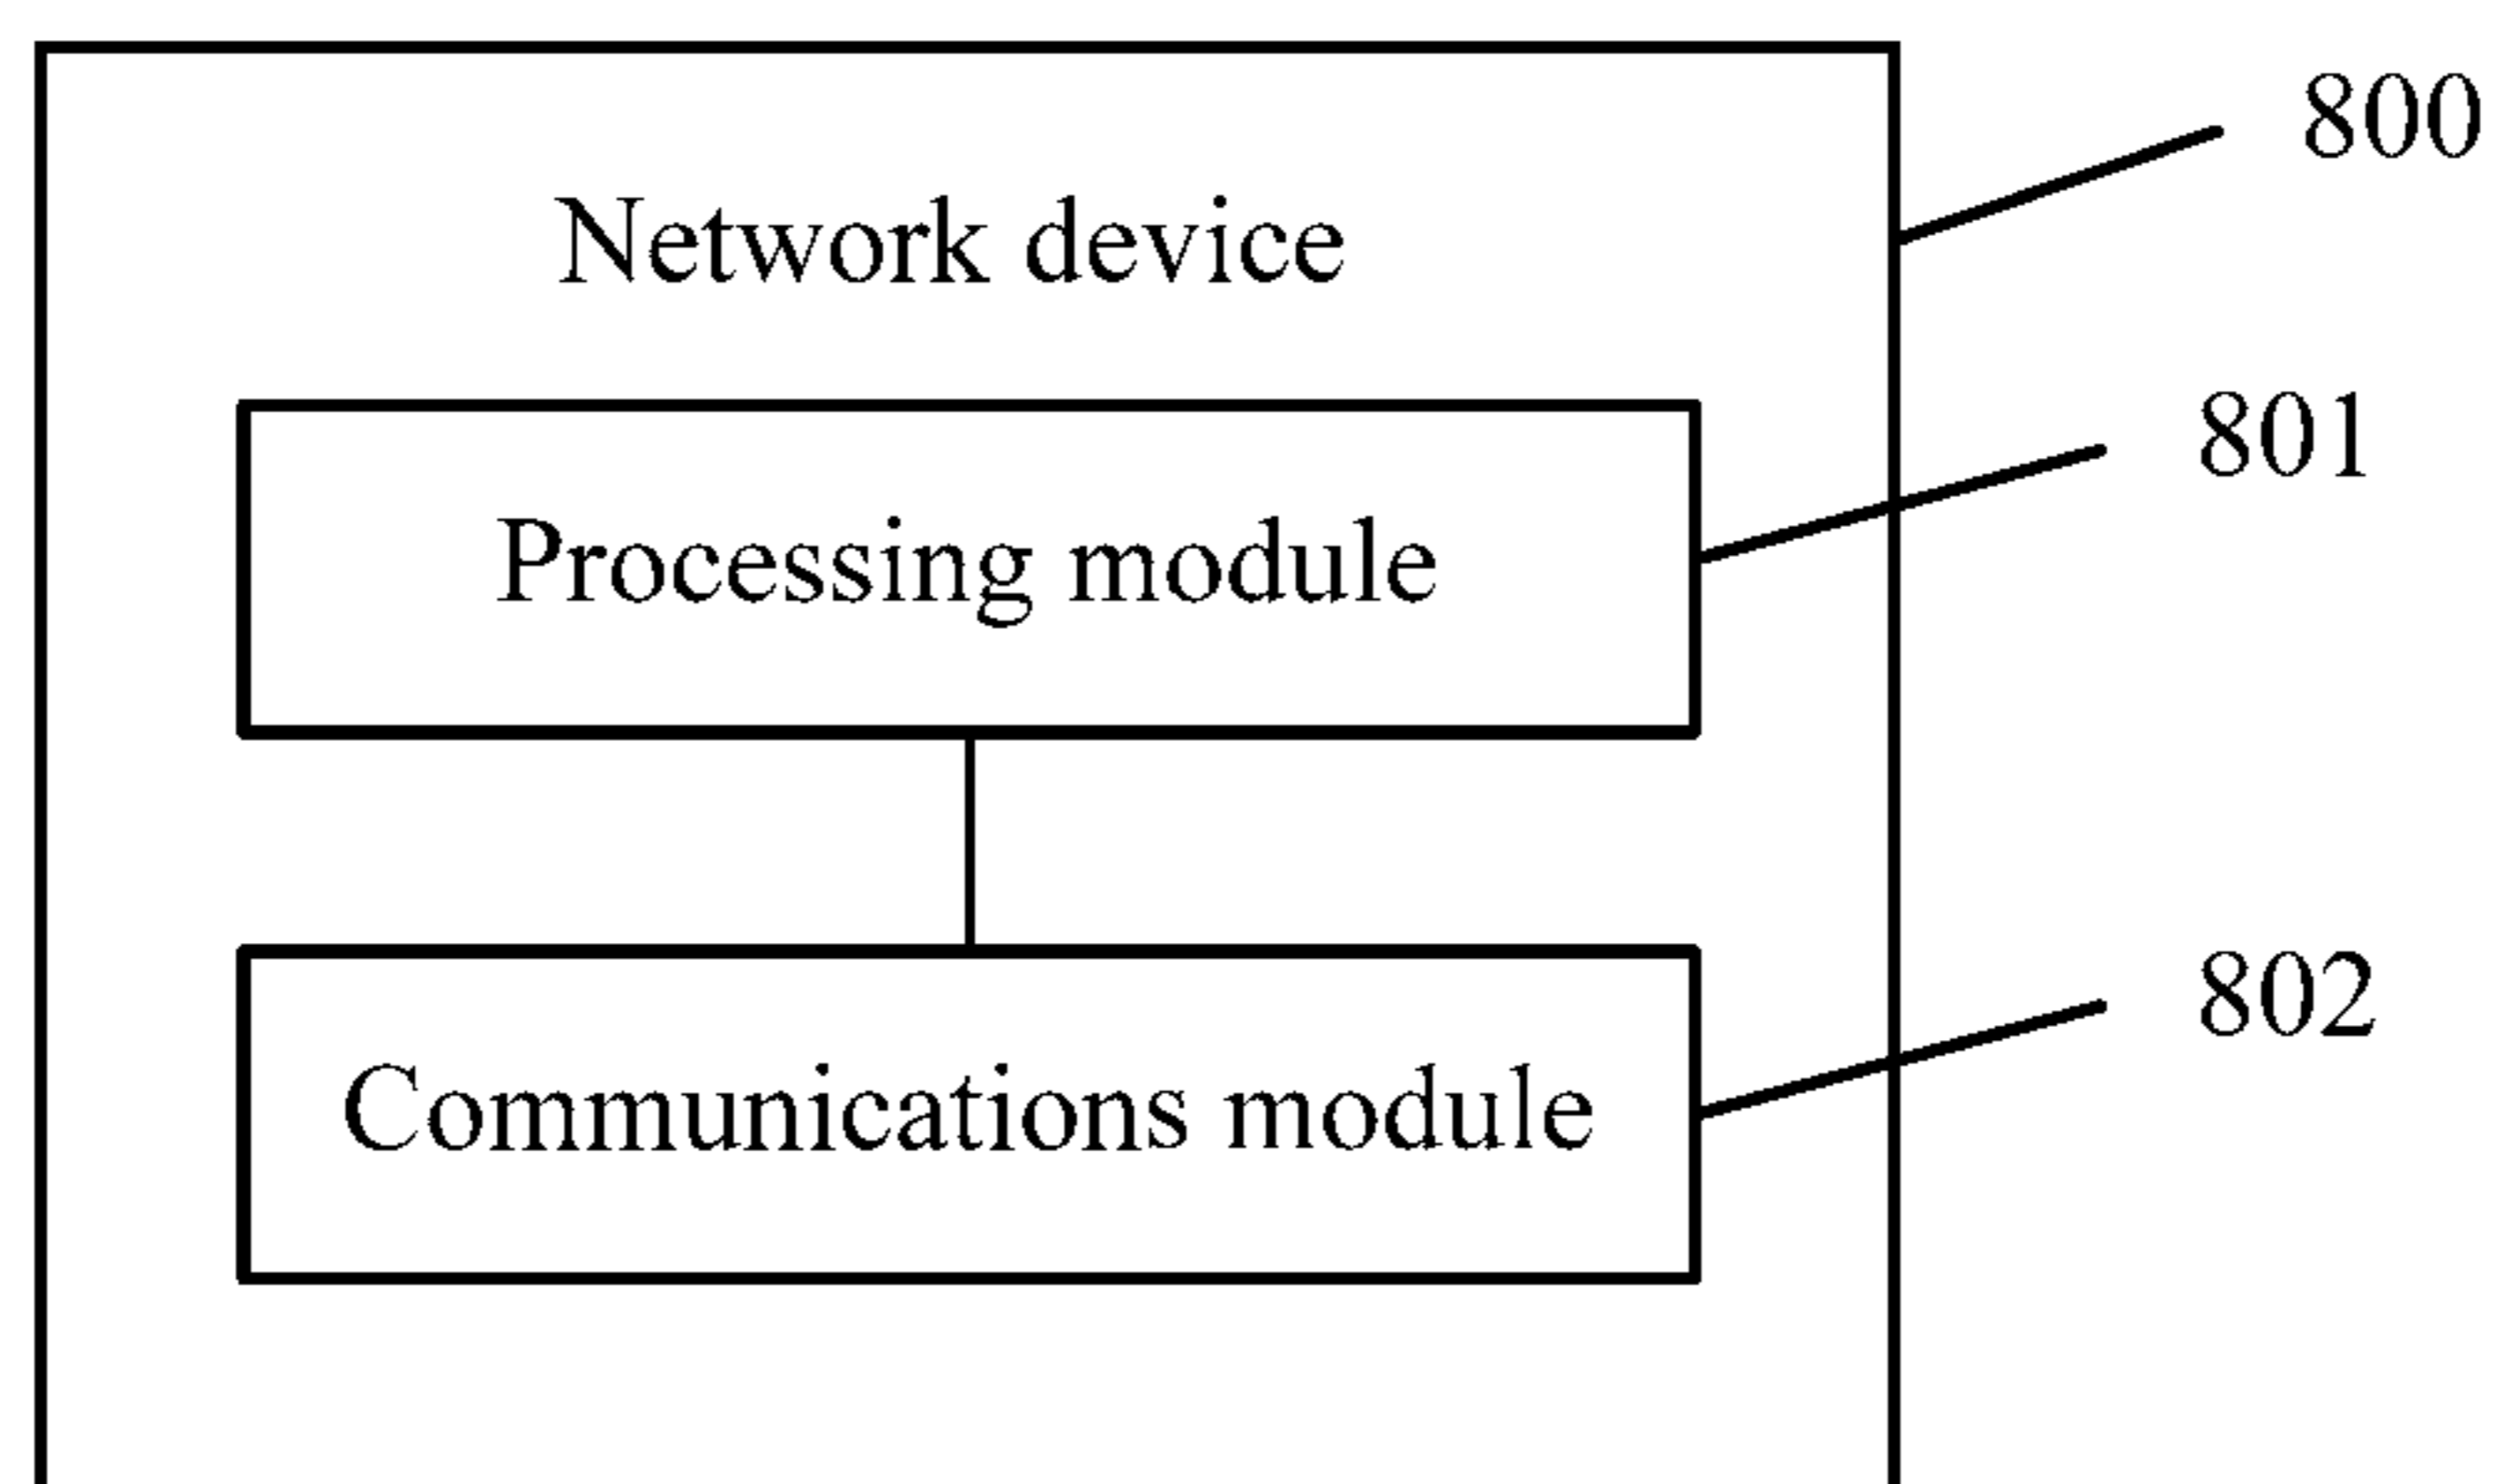 800
Network device
801
Processing module
802
Communications module